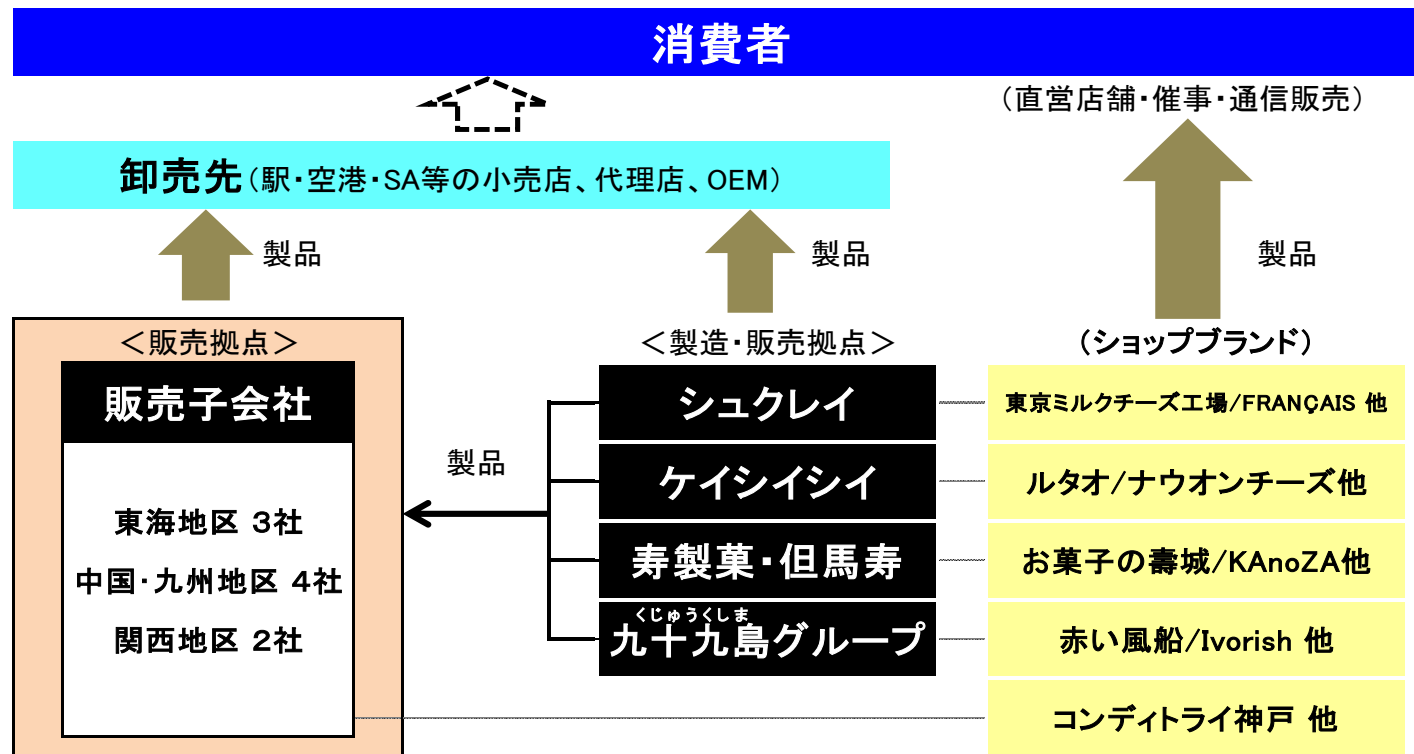 消費者
（直営店舗・催事・通信販売）
卸売先（駅・空港・SA等の小売店、代理店、OEM）
製品
製品
製品
＜販売拠点＞
販売子会社
東海地区 3社
中国・九州地区 4社
関西地区 2社
製品
＜製造・販売拠点＞
シュクレイ
ケイシイシイ
寿製菓・但馬寿
くじゅうくしま
九十九島グループ
（ショップブランド）
東京ミルクチーズ工場/FRANÇAIS 他
ルタオ/ナウオンチーズ他
お菓子の壽城/KAnoZA他
赤い風船/Ivorish 他
コンディトライ神戸 他